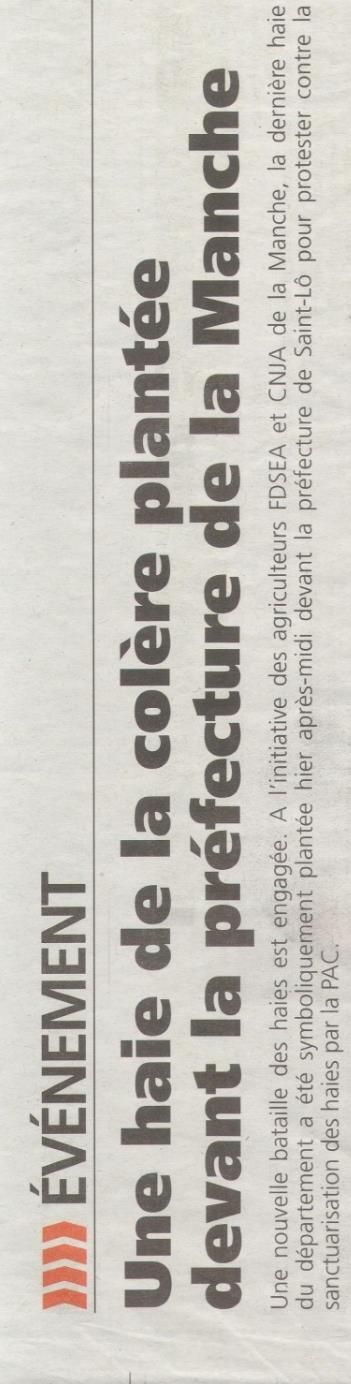 ÉVÉNEMENT
Une haie de la colère plantée
devant la préfecture de la Manche
Une nouvelle bataille des haies est engagée. A l'initiative des agriculteurs FDSEA et CNJA de la Manche, la dernière haie
du département a été symboliquement plantée hier après-midi devant la préfecture de Saint-Lô pour protester contre la
sanctuarisation des haies par la PAC.